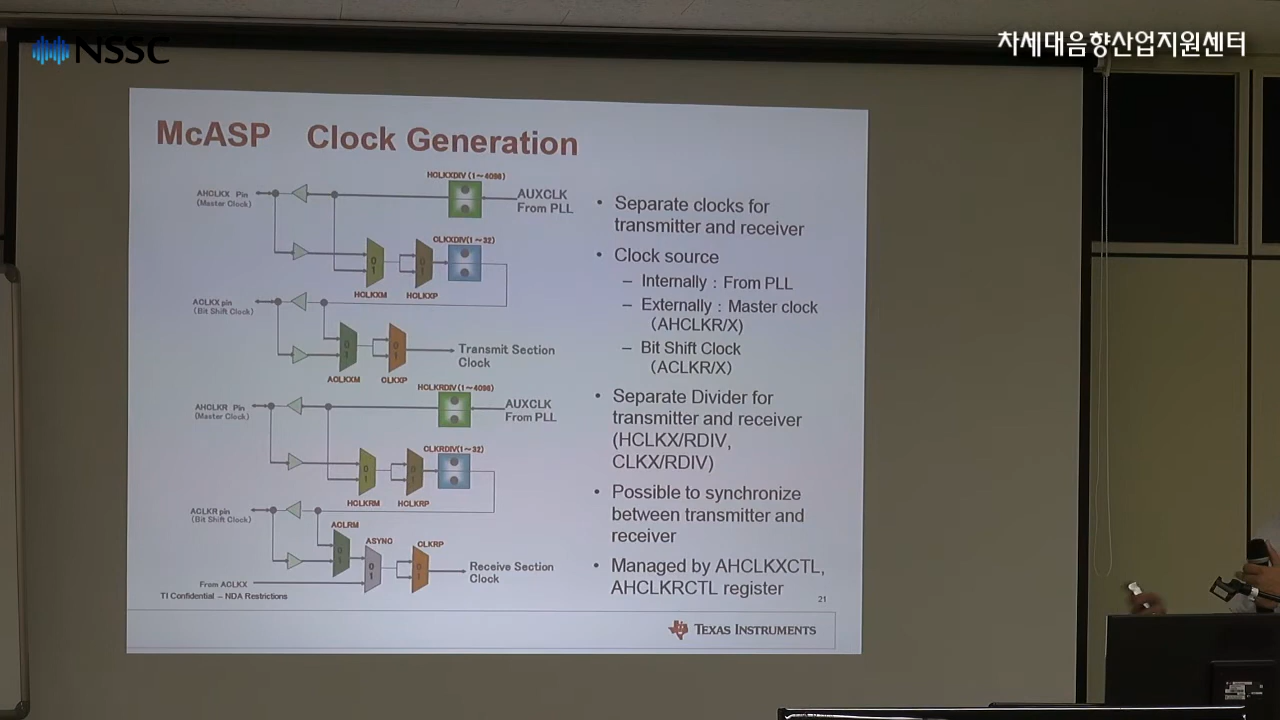 NSSC
차세대음향산업지원센터
McASP Clock Generation
HCLKXDIV (1~4096)
AHCLKX Pin
(Master Clock)
AUXCLK
From PLL
CLKXDIV(1~32)
HCLKXM
HCLKXP
ACLKX pin
(Bit Shift Clock)
Transmit Section
Clock
ACLKXM
CLKXP
HCLKRDIV(1~4096)
AHCLKR Pin
(Master Clock)
AUXCLK
From PLL
CLKRDIV(1~32)
HCLKRM
HCLKRP
ACLKR pin
(Bit Shift Clock)
ACLRM
ASYNC
CLKRP
Receive Section
Clock
From ACLKX
TI Confidential – NDA Restrictions
• Separate clocks for
transmitter and receiver
• Clock source
– Internally : From PLL
– Externally : Master clock
(AHCLKR/X)
– Bit Shift Clock
(ACLKR/X)
• Separate Divider for
transmitter and receiver
(HCLKX/RDIV,
CLKX/RDIV)
• Possible to synchronize
between transmitter and
receiver
• Managed by AHCLKXCTL,
AHCLKRCTL register
21
TEXAS INSTRUMENTS